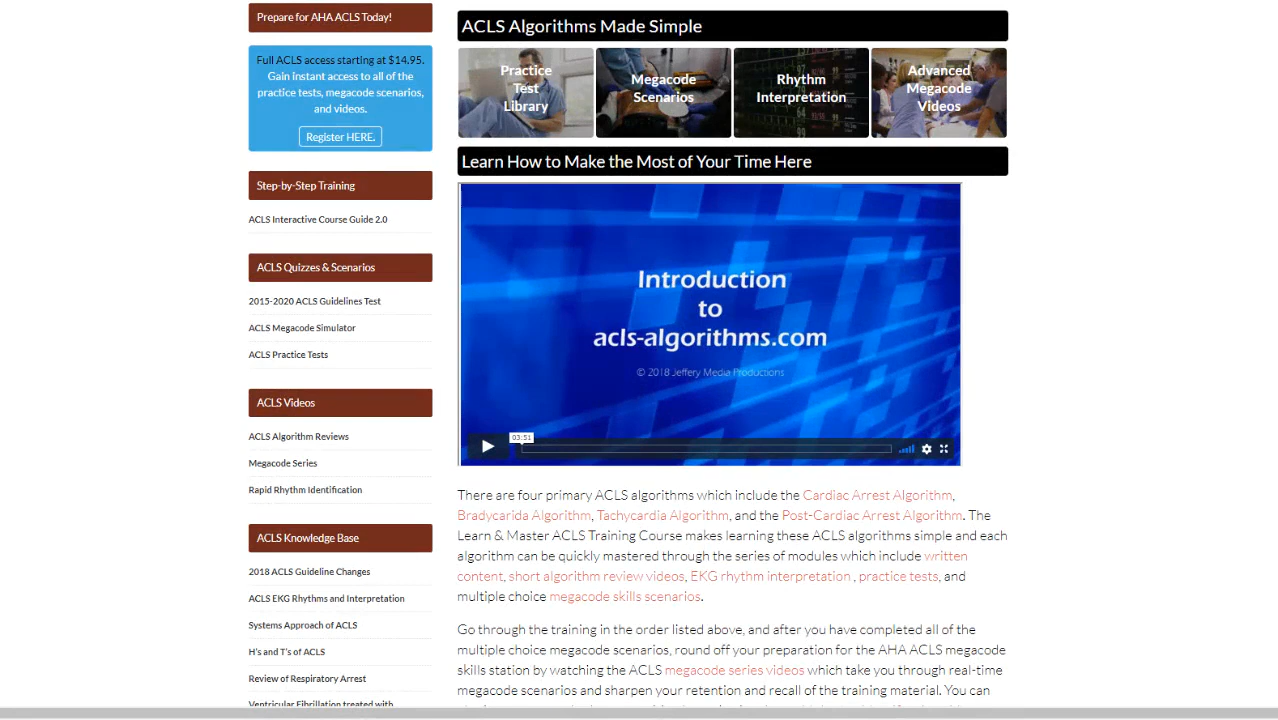 Prepare for AHA ACLS Today!
Full ACLS access starting at $14.95.
Gain instant access to all of the
practice tests, megacode scenarios,
and videos.
Register HERE.
Step-by-Step Training
ACLS Interactive Course Guide 2.0
ACLS Quizzes & Scenarios
2015-2020 ACLS Guidelines Test
ACLS Megacode Simulator
ACLS Practice Tests
ACLS Videos
ACLS Algorithm Reviews
Megacode Series
Rapid Rhythm Identification
ACLS Knowledge Base
2018 ACLS Guideline Changes
ACLS EKG Rhythms and Interpretation
Systems Approach of ACLS
H's and T's of ACLS
Review of Respiratory Arrest
Ventricular Fibrillation treated with
ACLS Algorithms Made Simple
Practice
Test
Library
Megacode
Scenarios
Rhythm
Interpretation
Advanced
Megacode
Videos
Learn How to Make the Most of Your Time Here
Introduction
to
acls-algorithms.com
© 2018 Jeffery Media Productions
03:51
There are four primary ACLS algorithms which include the Cardiac Arrest Algorithm,
Bradycarida Algorithm, Tachycardia Algorithm, and the Post-Cardiac Arrest Algorithm. The
Learn & Master ACLS Training Course makes learning these ACLS algorithms simple and each
algorithm can be quickly mastered through the series of modules which include written
content, short algorithm review videos, EKG rhythm interpretation , practice tests, and
multiple choice megacode skills scenarios.
Go through the training in the order listed above, and after you have completed all of the
multiple choice megacode scenarios, round off your preparation for the AHA ACLS megacode
skills station by watching the ACLS megacode series videos which take you through real-time
megacode scenarios and sharpen your retention and recall of the training material. You can